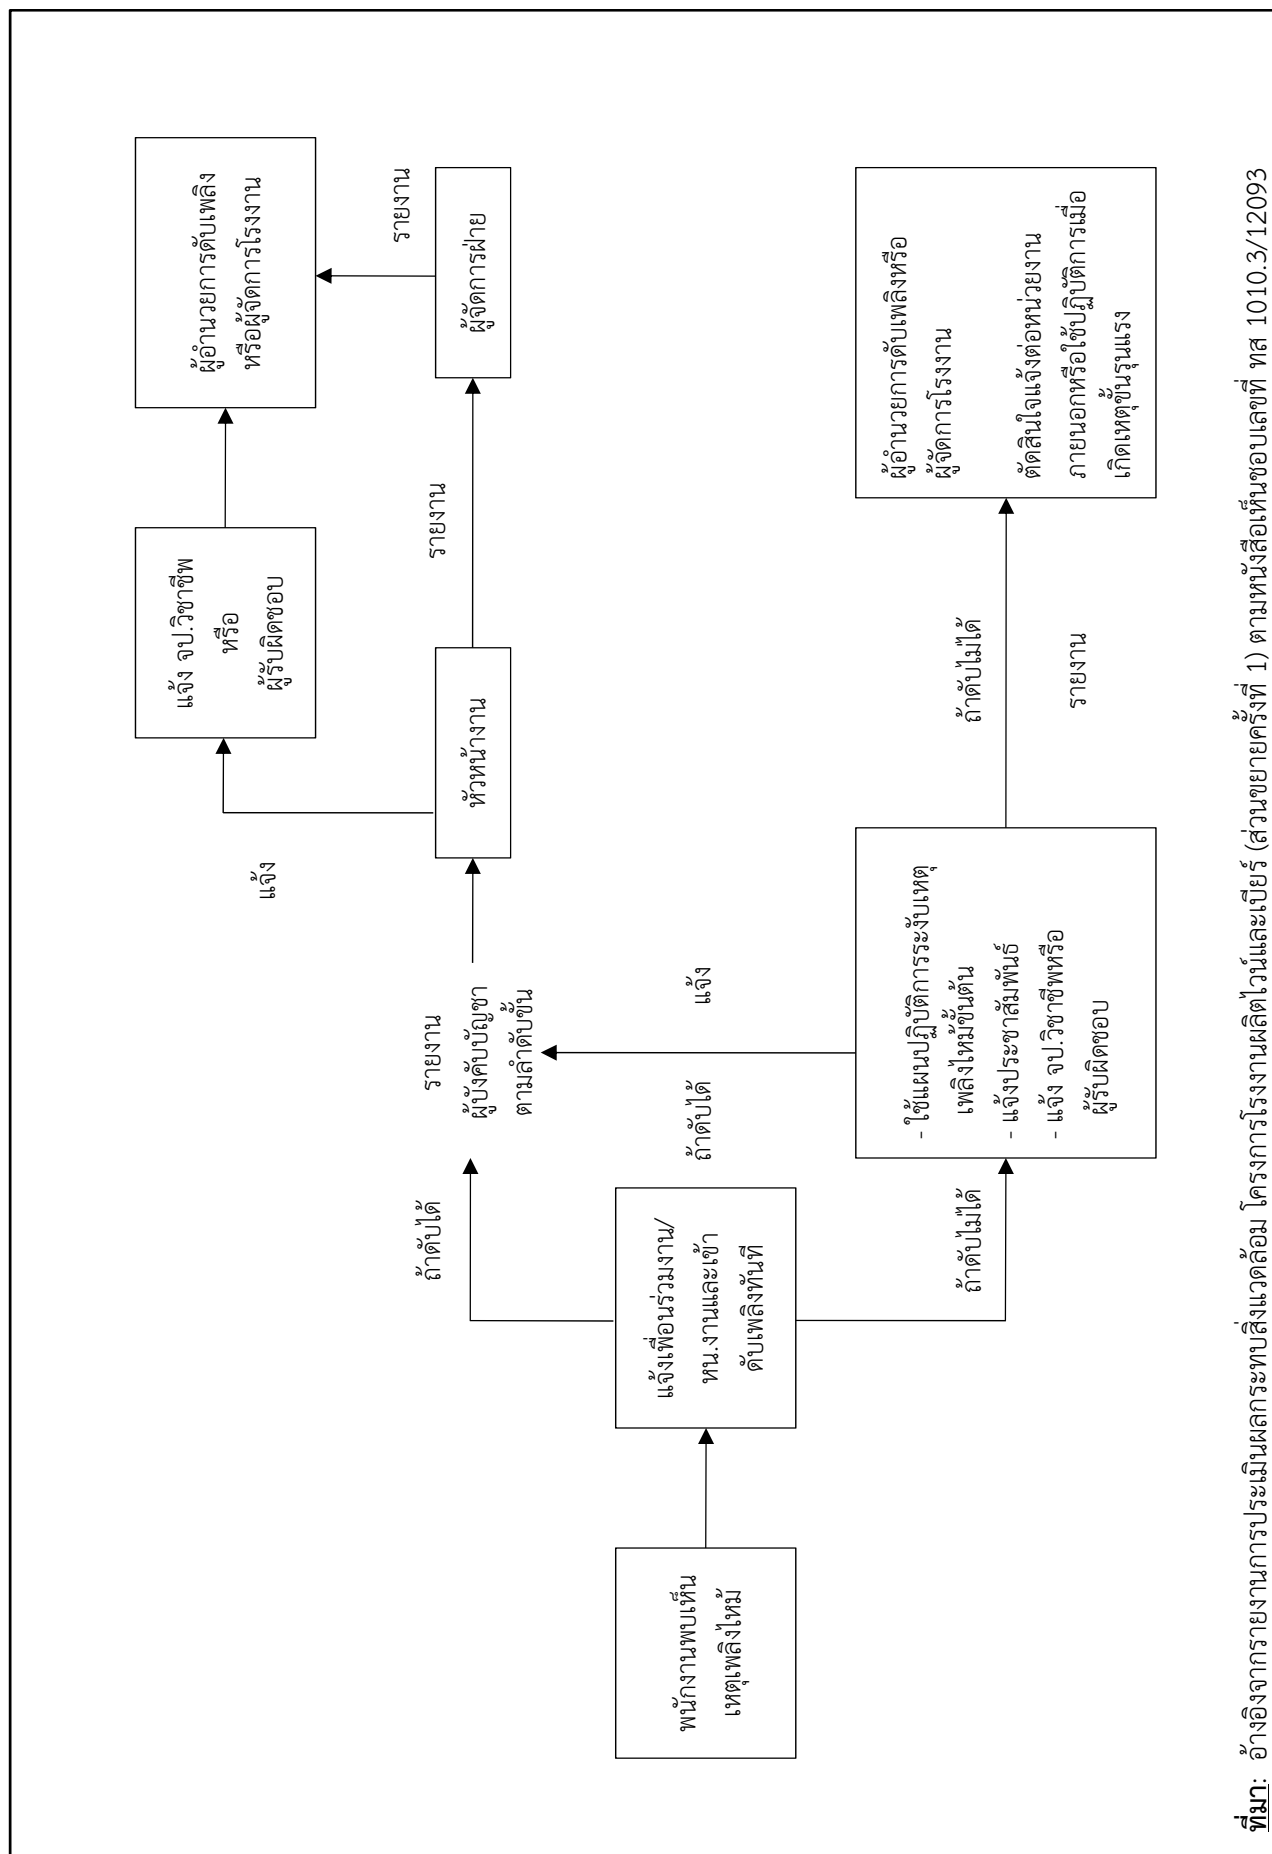 ผู้อำนวยการดับเพลิง
หรือผู้จัดการโรงงาน
แจ้ง จป.วิชาชีพ
หรือ
ผู้รับผิดชอบ
แจ้ง
รายงาน
ผู้จัดการฝ่าย
รายงาน
หัวหน้างาน
รายงาน
ผู้บังคับบัญชา
ตามลำดับขั้น
ถ้าดับได้
พนักงานพบเห็น
เหตุเพลิงไหม้
แจ้งเพื่อนร่วมงาน/
หน.งานและเข้า
ดับเพลิงทันที
ถ้าดับได้
แจ้ง
ถ้าดับไม่ได้
- ใช้แผนปฏิบัติการระงับเหตุ
เพลิงไหม้ขั้นต้น
- แจ้งประชาสัมพันธ์
- แจ้ง จป.วิชาชีพหรือ
ผู้รับผิดชอบ
ถ้าดับไม่ได้
รายงาน
ผู้อำนวยการดับเพลิงหรือ
ผู้จัดการโรงงาน
ตัดสินใจแจ้งต่อหน่วยงาน
ภายนอกหรือใช้ปฏิบัติการเมื่อ
เกิดเหตุขั้นรุนแรง
ที่มา: อ้างอิงจากรายงานการประเมินผลกระทบสิ่งแวดล้อม โครงการโรงงานผลิตไวน์และเบียร์ (ส่วนขยายครั้งที่ 1) ตามหนังสือเห็นชอบเลขที่ ทส 1010.3/12093